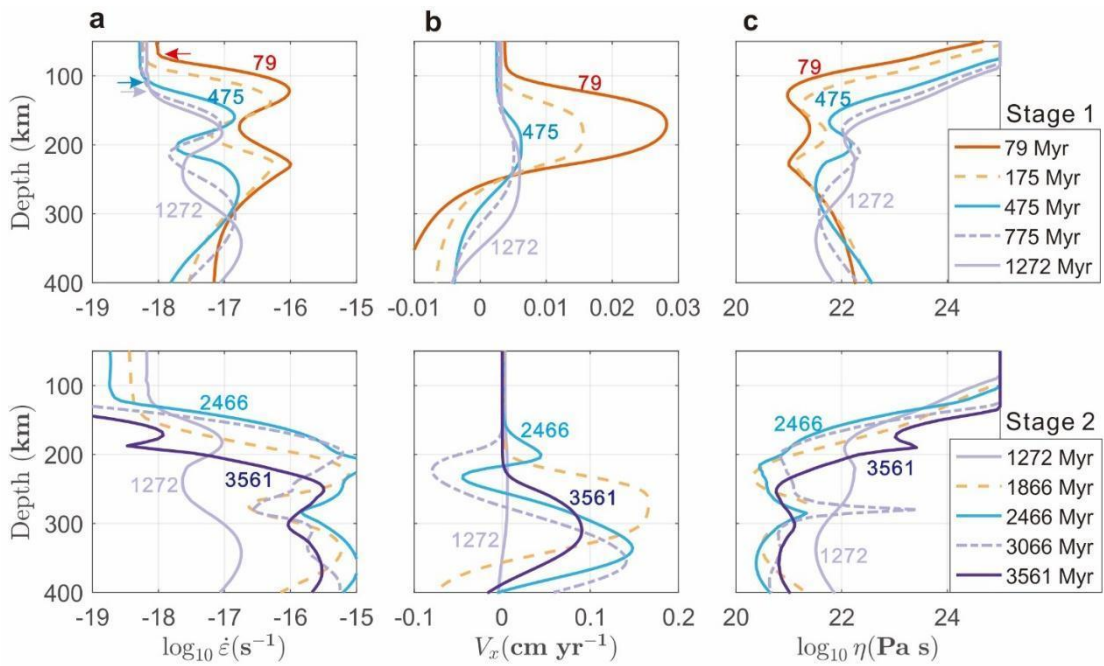 a
b
c
Depth (km)
100
200
300
400
79
475
1272
-19
-18
-17
-16
-15
79
475
1272
-0.01
0
0.01
0.02
0.03
79
475
1272
20
22
24
Stage 1
79 Myr
175 Myr
475 Myr
775 Myr
1272 Myr
Depth (km)
100
200
300
400
2466
3561
1272
-19
-18
-17
-16
-15
log₁₀ ε̇(s⁻¹)
2466
3561
1272
-0.1
0
0.1
0.2
Vₓ(cm yr⁻¹)
2466
3561
1272
20
22
24
log₁₀ η(Pa s)
Stage 2
1272 Myr
1866 Myr
2466 Myr
3066 Myr
3561 Myr